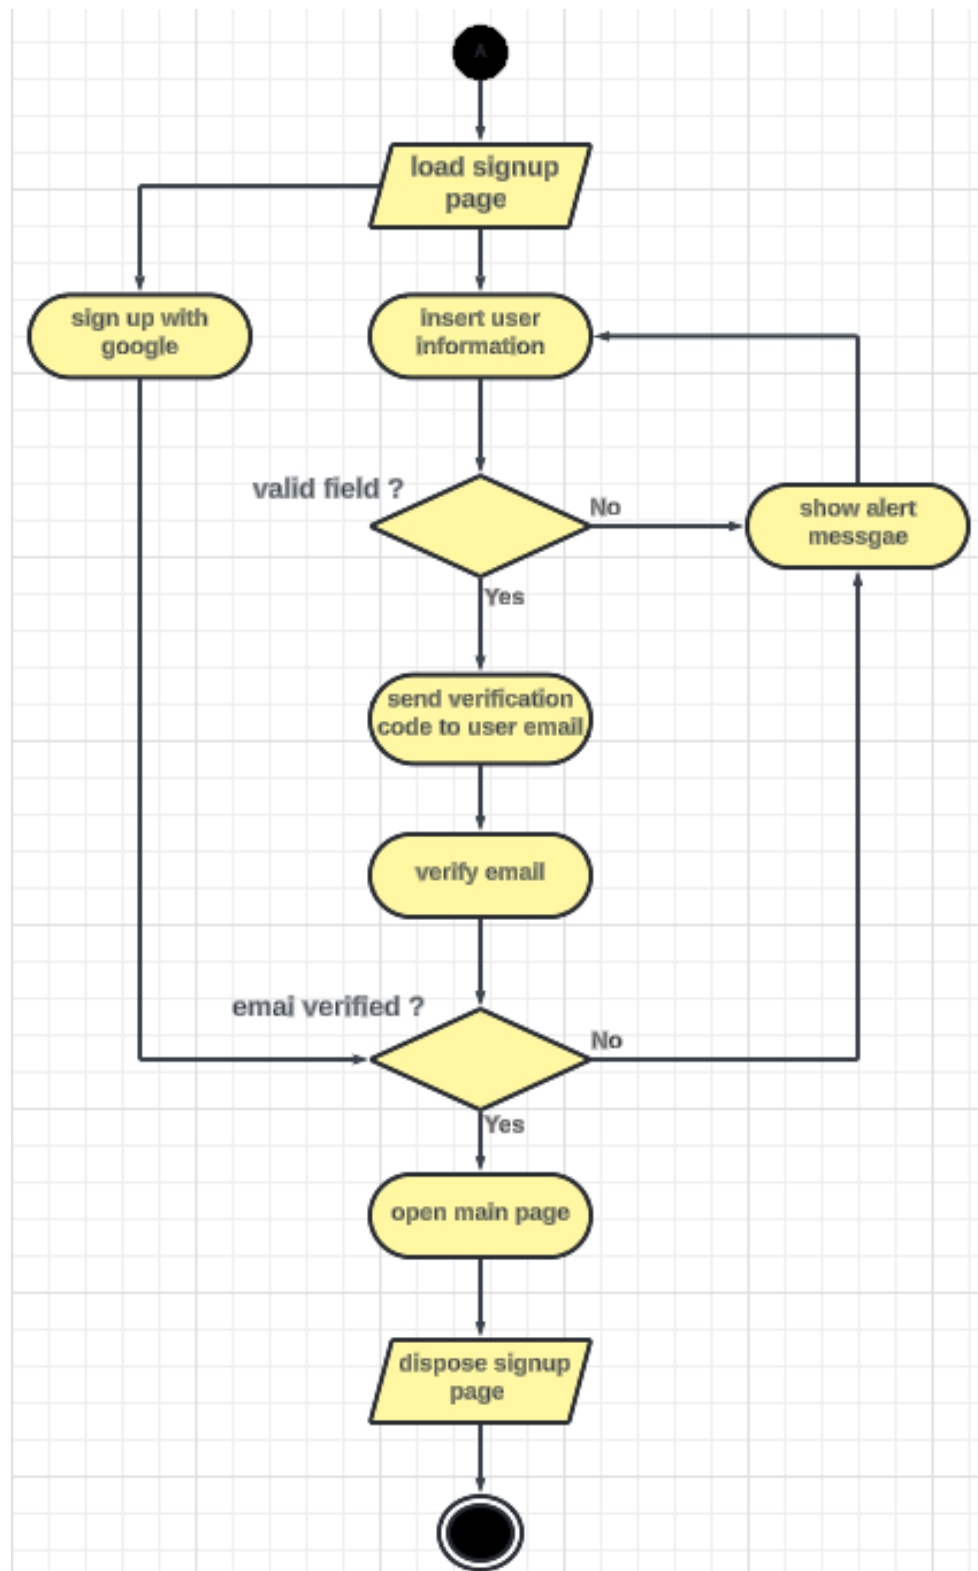 A
load signup
page
sign up with
google
insert user
information
valid field ?
No
show alert
messgae
Yes
send verification
code to user email
verify email
emai verified ?
No
Yes
open main page
dispose signup
page